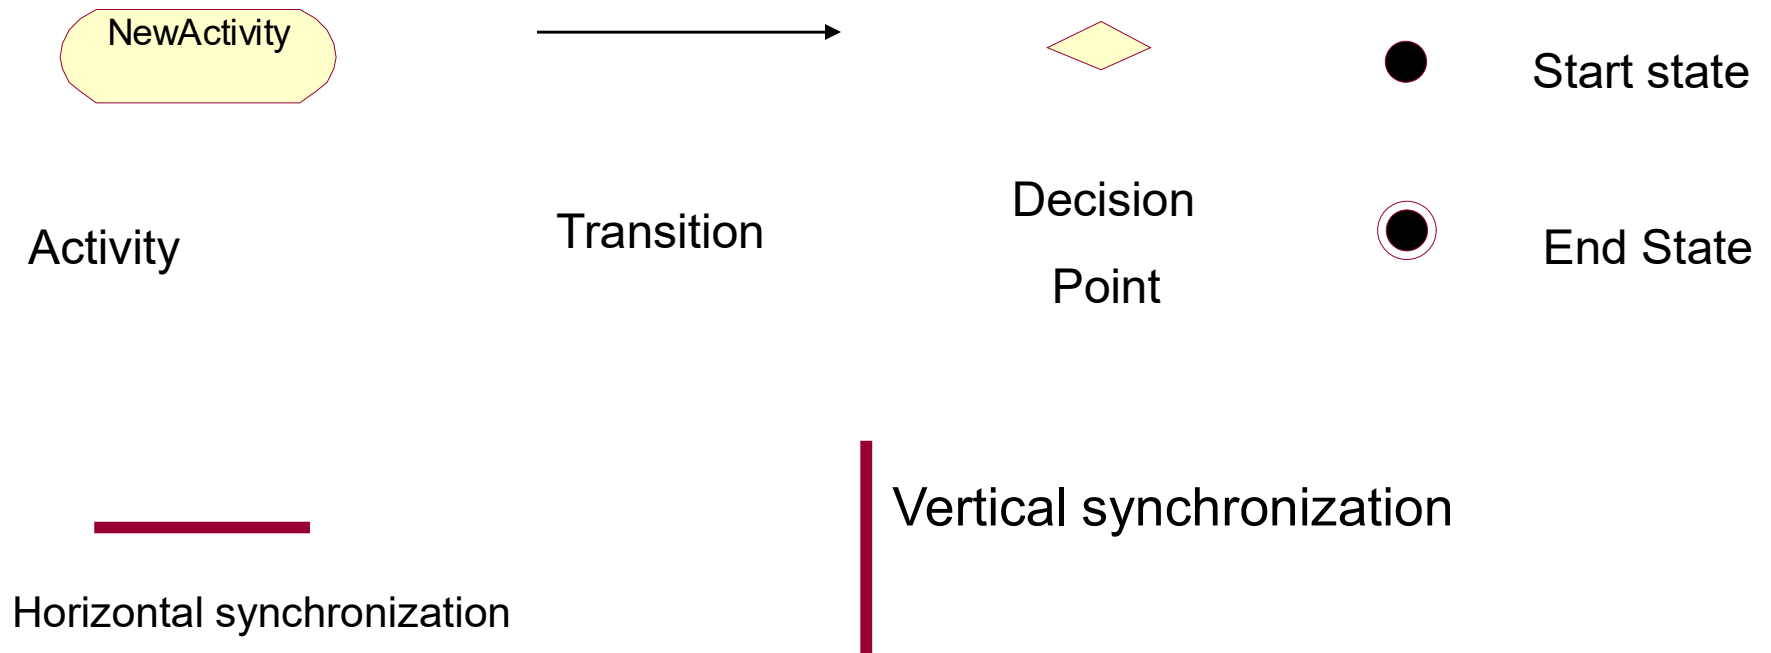 NewActivity
Start state
Decision
Point
Transition
Activity
End State
Vertical synchronization
Horizontal synchronization